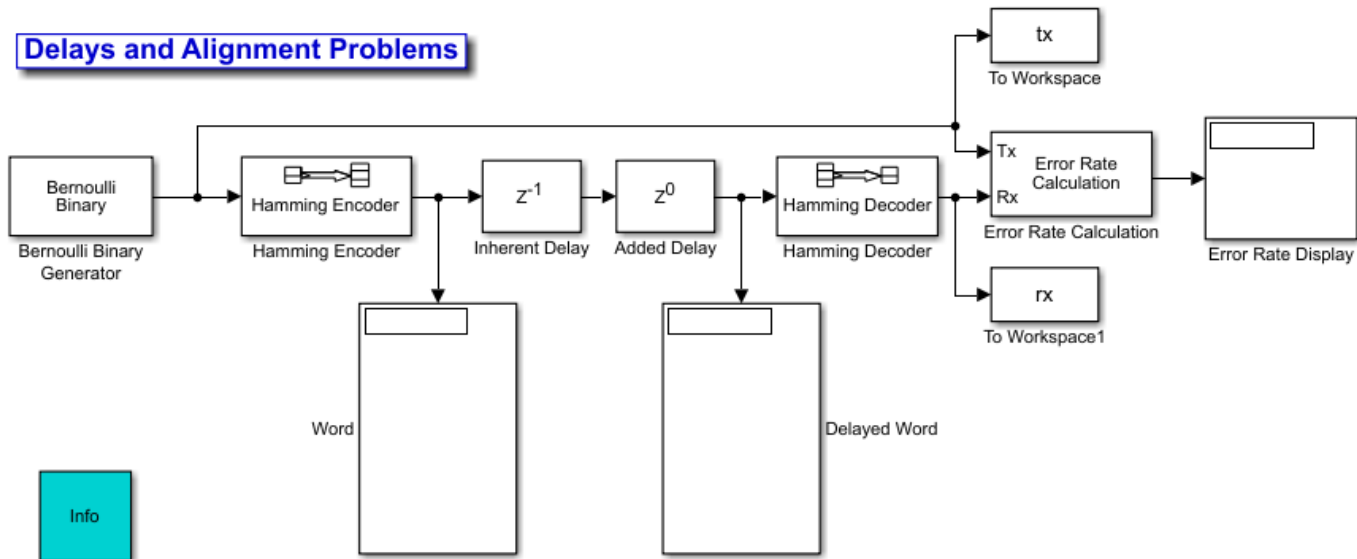 Delays and Alignment Problems
tx
To Workspace
Bernoulli
Binary
Bernoulli Binary
Generator
Hamming Encoder
Hamming Encoder
Z-1
Inherent Delay
Z0
Added Delay
Hamming Decoder
Hamming Decoder
Tx
Rx
Error Rate
Calculation
Error Rate Calculation
Error Rate Display
rx
To Workspace1
Word
Delayed Word
Info